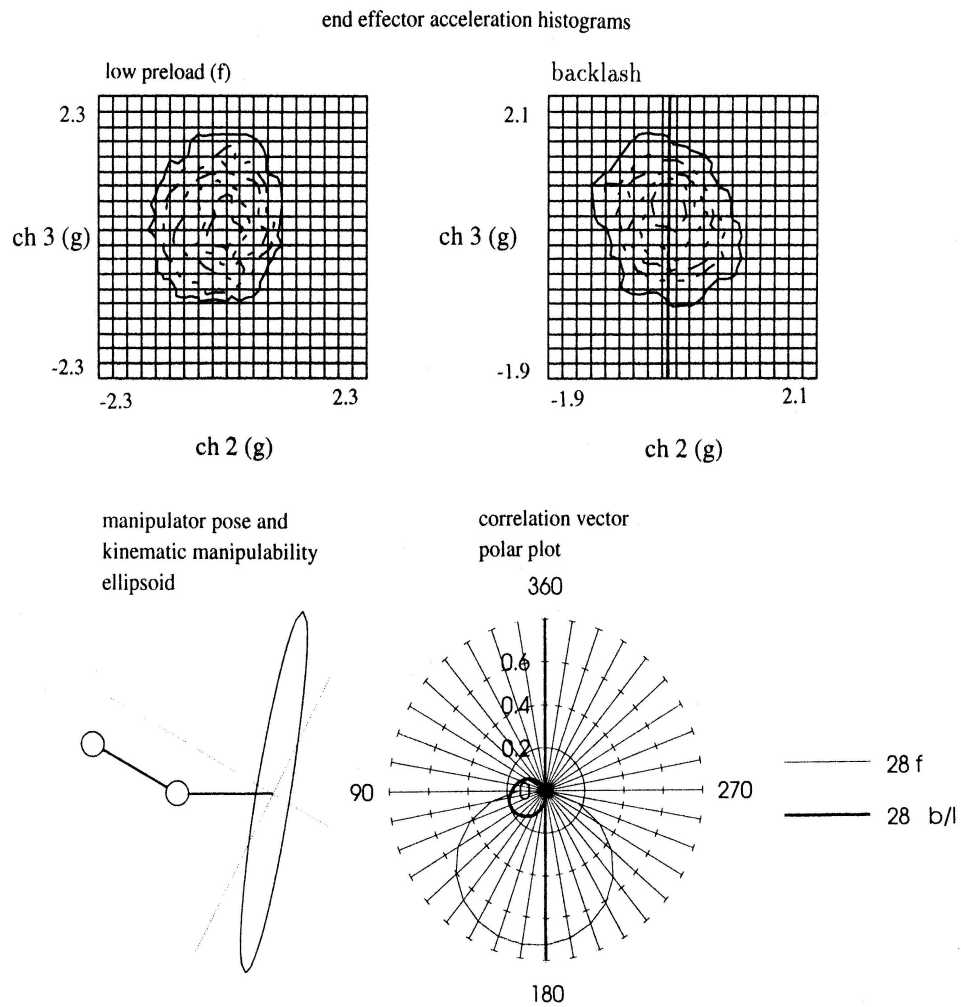 end effector acceleration histograms
low preload (f)
backlash
2.3
ch 3 (g)
-2.3
-2.3
2.3
ch 2 (g)
2.1
ch 3 (g)
-1.9
-1.9
2.1
ch 2 (g)
manipulator pose and
kinematic manipulability
ellipsoid
correlation vector
polar plot
360
0.6
0.4
0.2
0
90
270
180
28 f
28 b/l